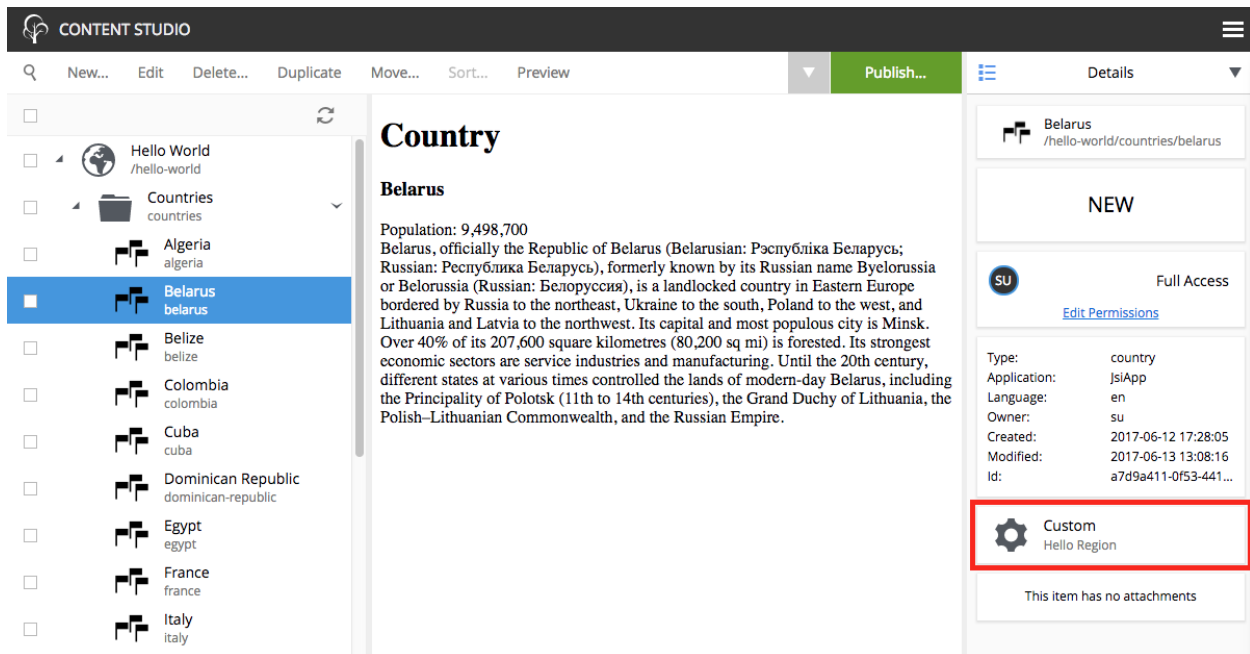 CONTENT STUDIO
New... Edit Delete... Duplicate Move... Sort... Preview Publish... Details
Hello World
/hello-world
Countries
countries
Algeria
algeria
Belarus
belarus
Belize
belize
Colombia
colombia
Cuba
cuba
Dominican Republic
dominican-republic
Egypt
egypt
France
france
Italy
italy
Country
Belarus
Population: 9,498,700
Belarus, officially the Republic of Belarus (Belarusian: Рэспубліка Беларусь;
Russian: Республика Беларусь), formerly known by its Russian name Byelorussia
or Belorussia (Russian: Белоруссия), is a landlocked country in Eastern Europe
bordered by Russia to the northeast, Ukraine to the south, Poland to the west, and
Lithuania and Latvia to the northwest. Its capital and most populous city is Minsk.
Over 40% of its 207,600 square kilometres (80,200 sq mi) is forested. Its strongest
economic sectors are service industries and manufacturing. Until the 20th century,
different states at various times controlled the lands of modern-day Belarus, including
the Principality of Polotsk (11th to 14th centuries), the Grand Duchy of Lithuania, the
Polish–Lithuanian Commonwealth, and the Russian Empire.
Belarus
/hello-world/countries/belarus
NEW
SU Full Access
Edit Permissions
Type: country
Application: JsiApp
Language: en
Owner: su
Created: 2017-06-12 17:28:05
Modified: 2017-06-13 13:08:16
Id: a7d9a411-0f53-441...
Custom
Hello Region
This item has no attachments